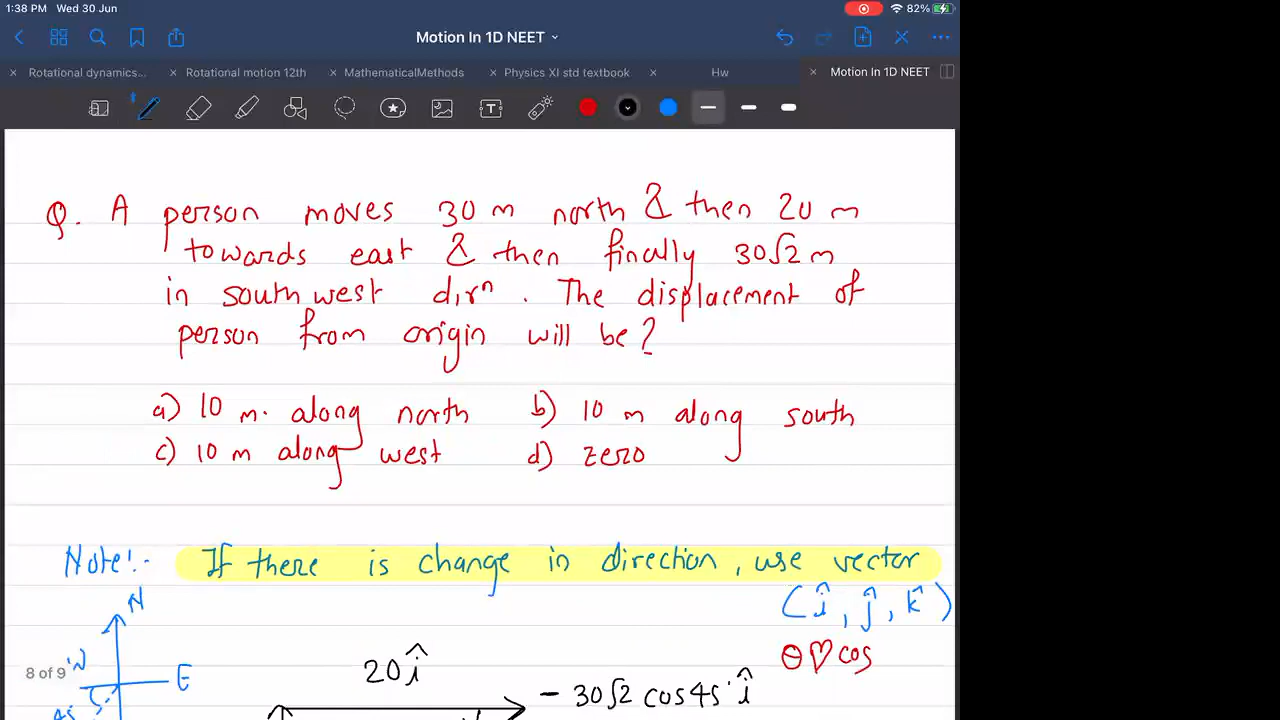 1:38 PM Wed 30 Jun
82%
Motion In 1D NEET
Rotational dynamics...
Rotational motion 12th
MathematicalMethods
Physics XI std textbook
Hw
Motion In 1D NEET
Q. A person moves 30 m north & then 20 m
towards east & then finally 30√2 m
in south west dirⁿ. The displacement of
person from origin will be?
a) 10 m. along north b) 10 m along south
c) 10 m along west d) zero
Note!:- If there is change in direction, use vector
(î, ĵ, k̂)
N
θ♡cos
8 of 9
E
20î
- 30√2 cos45 î